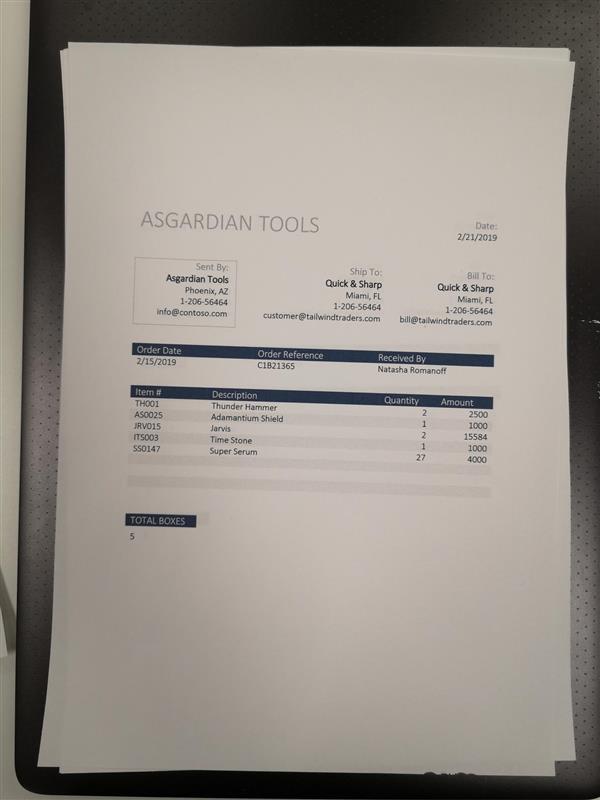 ASGARDIAN TOOLS
Date:
2/21/2019
Sent By:
Asgardian Tools
Phoenix, AZ
1-206-56464
info@contoso.com
Ship To:
Quick & Sharp
Miami, FL
1-206-56464
customer@tailwindtraders.com
Bill To:
Quick & Sharp
Miami, FL
1-206-56464
bill@tailwindtraders.com
Order Date Order Reference Received By
2/15/2019 C1B21365 Natasha Romanoff
Item # Description Quantity Amount
TH001 Thunder Hammer 2 2500
AS0025 Adamantium Shield 1 1000
JRV015 Jarvis 2 15584
ITS003 Time Stone 1 1000
SS0147 Super Serum 27 4000
TOTAL BOXES
5